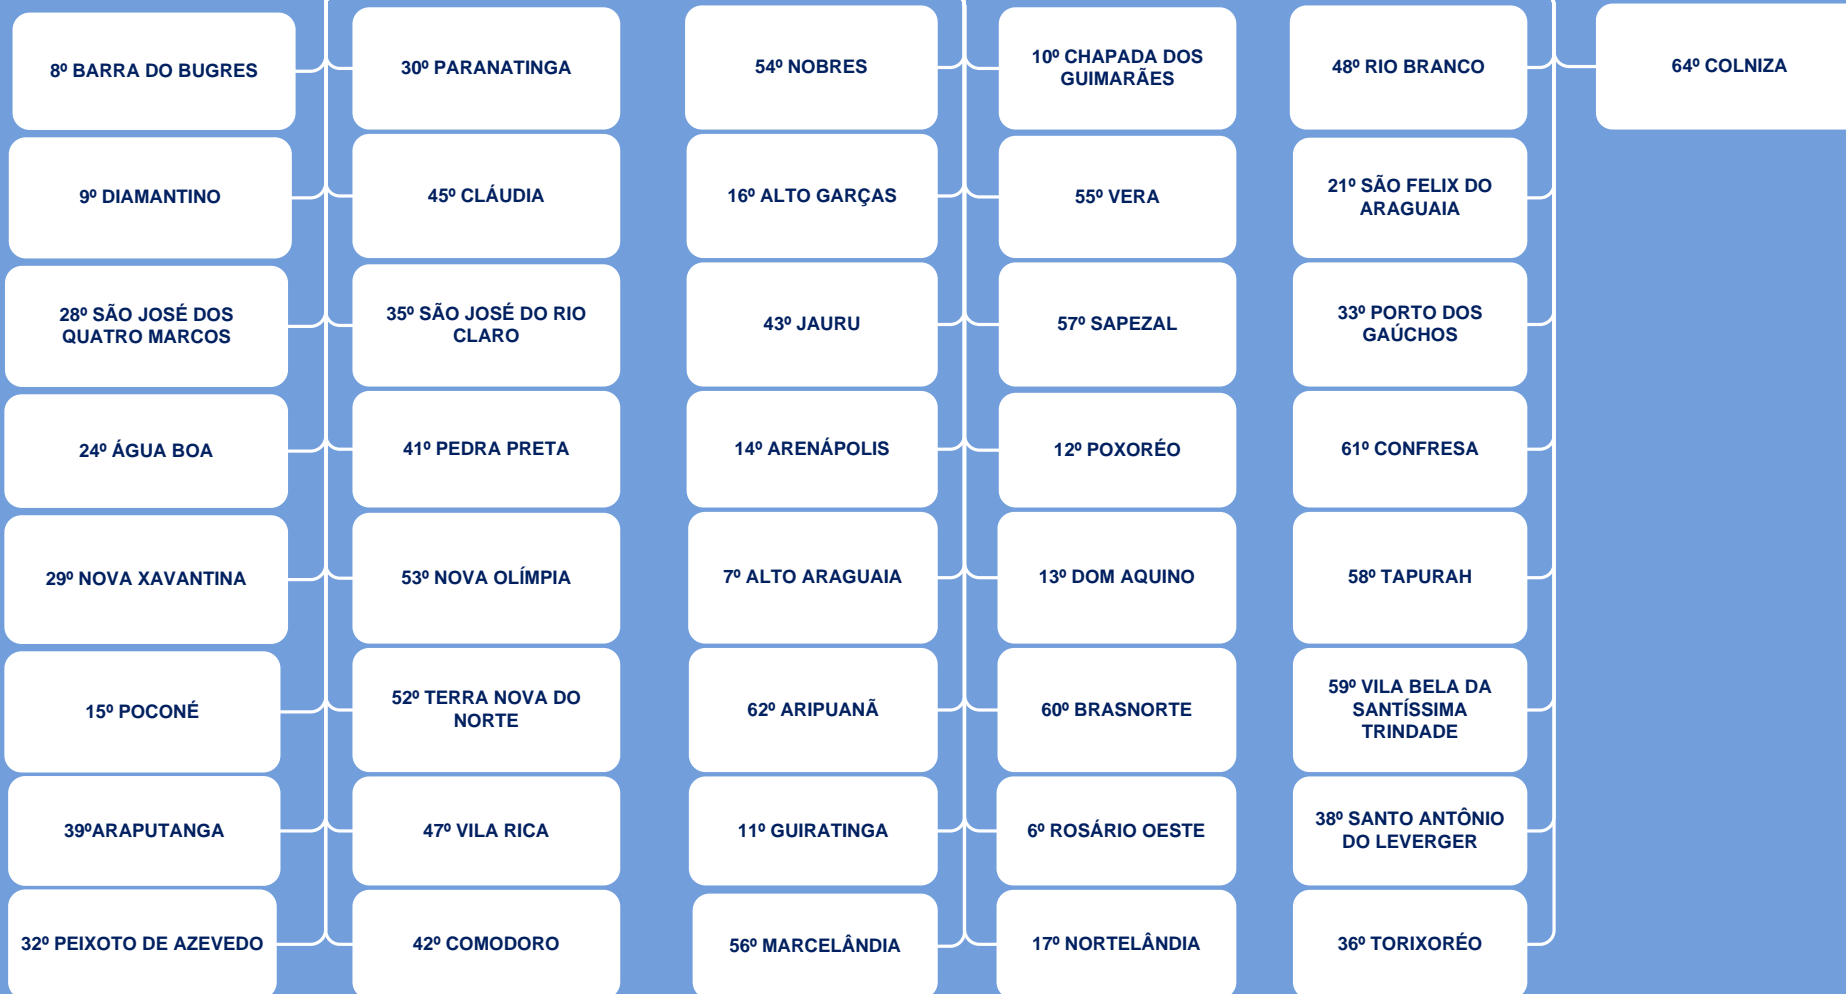 8º BARRA DO BUGRES
30º PARANATINGA
54º NOBRES
10º CHAPADA DOS
GUIMARÃES
48º RIO BRANCO
64º COLNIZA
9º DIAMANTINO
45º CLÁUDIA
16º ALTO GARÇAS
55º VERA
21º SÃO FELIX DO
ARAGUAIA
28º SÃO JOSÉ DOS
QUATRO MARCOS
35º SÃO JOSÉ DO RIO
CLARO
43º JAURU
57º SAPEZAL
33º PORTO DOS
GAÚCHOS
24º ÁGUA BOA
41º PEDRA PRETA
14º ARENÁPOLIS
12º POXORÉO
61º CONFRESA
29º NOVA XAVANTINA
53º NOVA OLÍMPIA
7º ALTO ARAGUAIA
13º DOM AQUINO
58º TAPURAH
15º POCONÉ
52º TERRA NOVA DO
NORTE
62º ARIPUANÃ
60º BRASNORTE
59º VILA BELA DA
SANTÍSSIMA
TRINDADE
39ºARAPUTANGA
47º VILA RICA
11º GUIRATINGA
6º ROSÁRIO OESTE
38º SANTO ANTÔNIO
DO LEVERGER
32º PEIXOTO DE AZEVEDO
42º COMODORO
56º MARCELÂNDIA
17º NORTELÂNDIA
36º TORIXORÉO